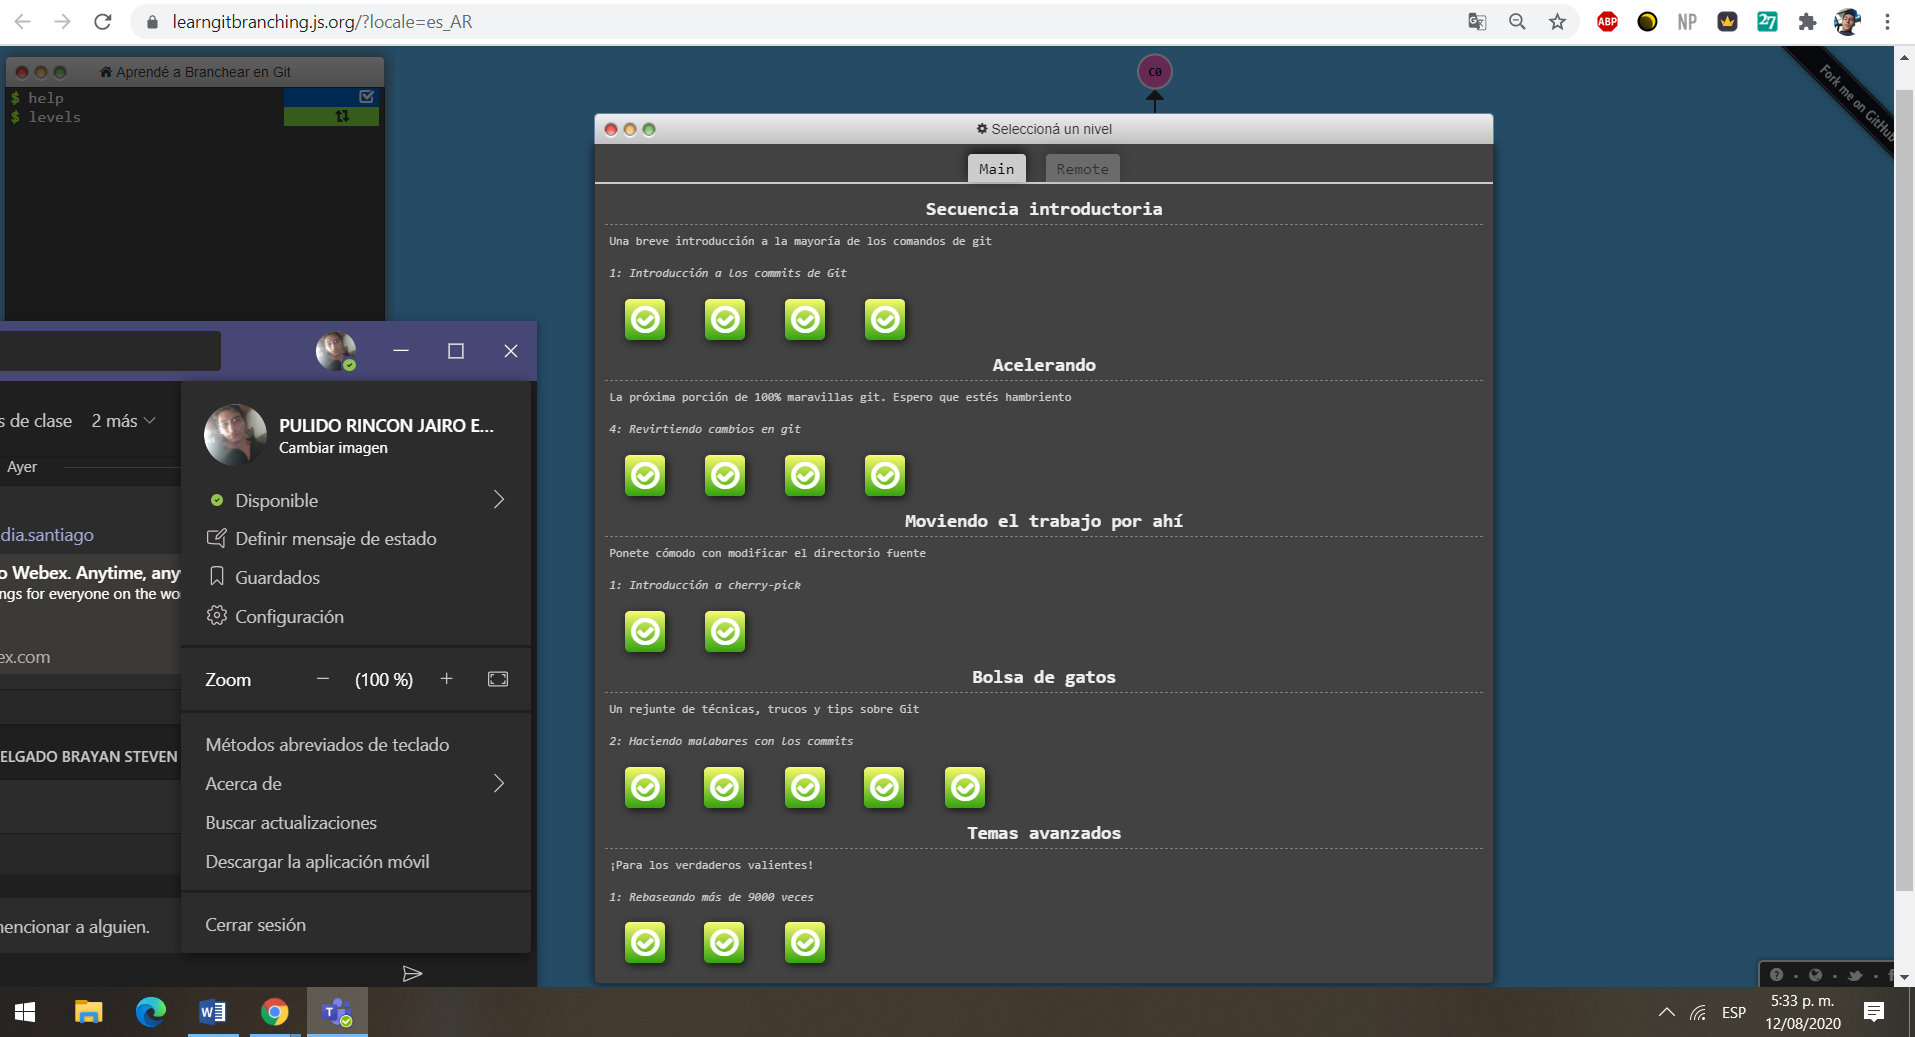 learngitbranching.js.org/?locale=es_AR
ABP
NP
27
Aprendé a Branchear en Git
$ help
$ levels
C0
Fork me on GitHub
Seleccioná un nivel
Main
Remote
Secuencia introductoria
Una breve introducción a la mayoría de los comandos de git
1: Introducción a los commits de Git
Acelerando
La próxima porción de 100% maravillas git. Espero que estés hambriento
4: Revirtiendo cambios en git
Moviendo el trabajo por ahí
Ponete cómodo con modificar el directorio fuente
1: Introducción a cherry-pick
Bolsa de gatos
Un rejunte de técnicas, trucos y tips sobre Git
2: Haciendo malabares con los commits
Temas avanzados
¡Para los verdaderos valientes!
1: Rebaseando más de 9000 veces
s de clase
2 más
Ayer
dia.santiago
o Webex. Anytime, any
ngs for everyone on the wo
ex.com
ELGADO BRAYAN STEVEN
mencionar a alguien.
PULIDO RINCON JAIRO E...
Cambiar imagen
Disponible
Definir mensaje de estado
Guardados
Configuración
Zoom
(100 %)
Métodos abreviados de teclado
Acerca de
Buscar actualizaciones
Descargar la aplicación móvil
Cerrar sesión
ESP
5:33 p. m.
12/08/2020